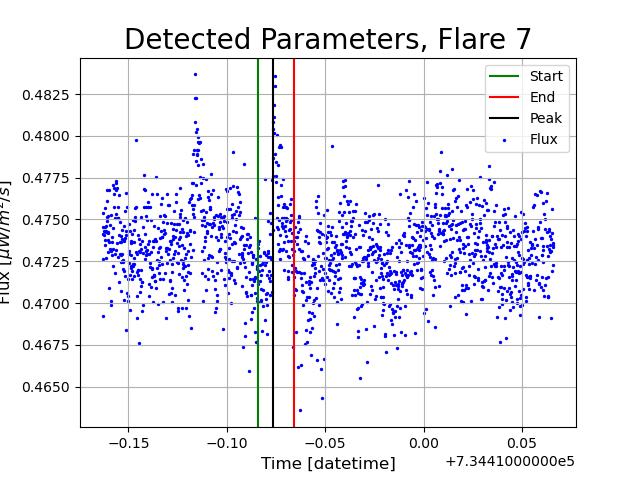 Detected Parameters, Flare 7
Flux [μW/m²/s]
0.4825
0.4800
0.4775
0.4750
0.4725
0.4700
0.4675
0.4650
Start
End
Peak
Flux
−0.15
−0.10
−0.05
0.00
0.05
Time [datetime]
+7.3441000000e5